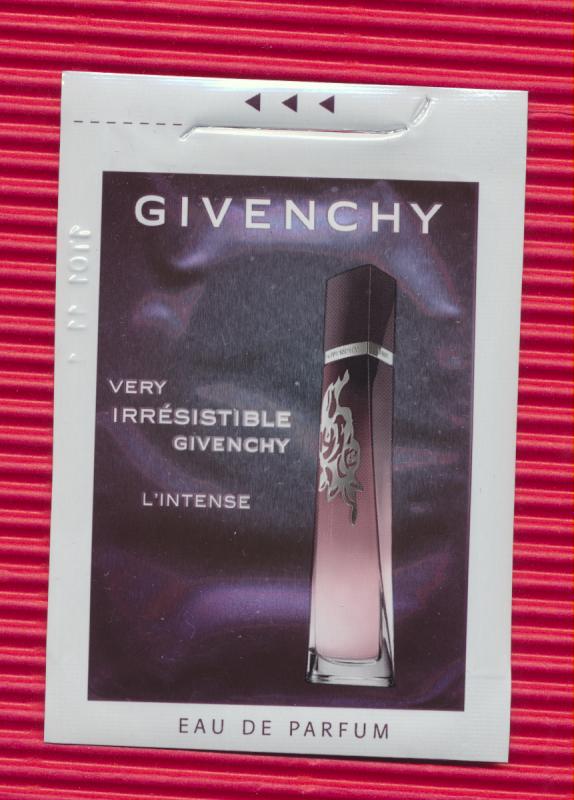 GIVENCHY
VERY
IRRÉSISTIBLE
GIVENCHY
L'INTENSE
EAU DE PARFUM